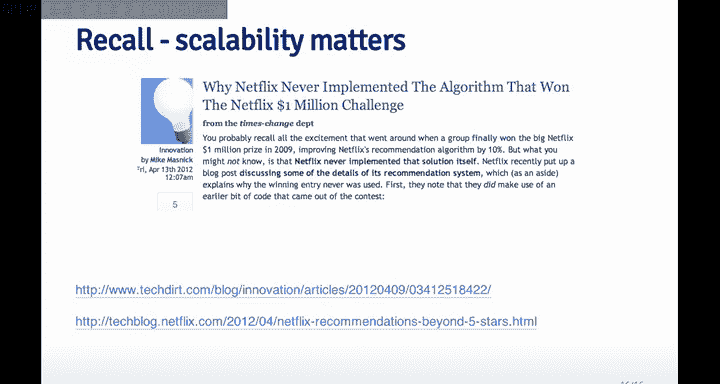 Recall - scalability matters
Why Netflix Never Implemented The Algorithm That Won
The Netflix $1 Million Challenge
from the times-change dept
Innovation
by Mike Masnick
Fri, Apr 13th 2012
12:07am
5
You probably recall all the excitement that went around when a group finally won the big Netflix
$1 million prize in 2009, improving Netflix's recommendation algorithm by 10%. But what you
might not know, is that Netflix never implemented that solution itself. Netflix recently put up a
blog post discussing some of the details of its recommendation system, which (as an aside)
explains why the winning entry never was used. First, they note that they did make use of an
earlier bit of code that came out of the contest:
http://www.techdirt.com/blog/innovation/articles/20120409/03412518422/
http://techblog.netflix.com/2012/04/netflix-recommendations-beyond-5-stars.html